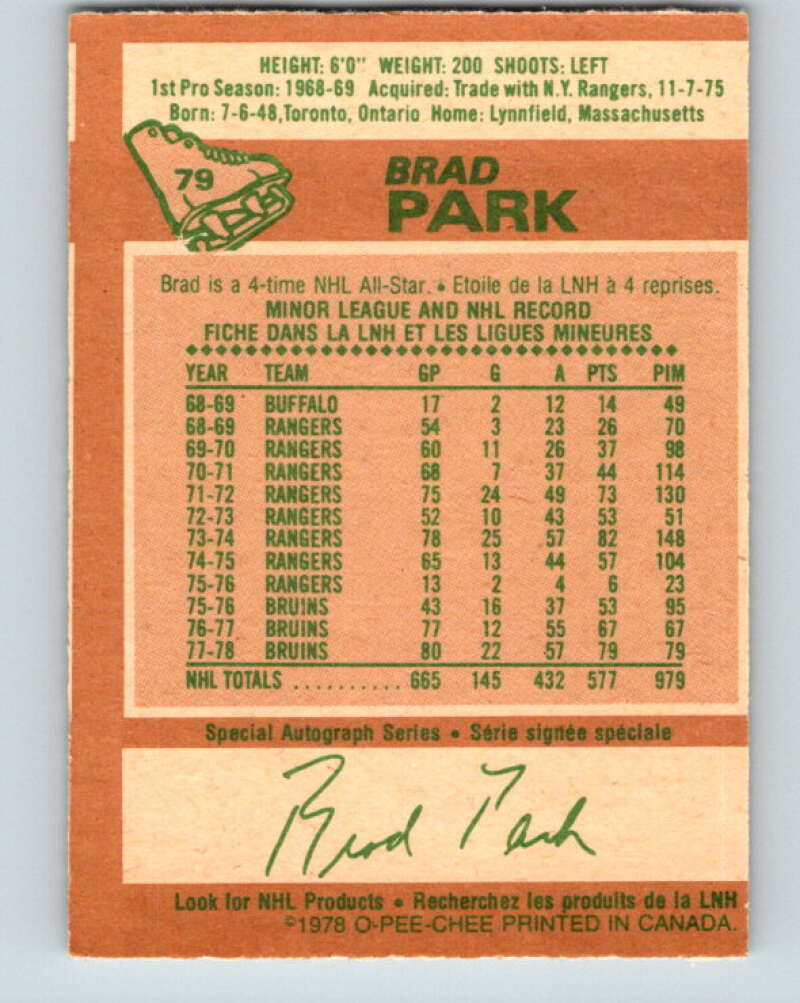 HEIGHT: 6'0" WEIGHT: 200 SHOOTS: LEFT
1st Pro Season: 1968-69 Acquired: Trade with N.Y. Rangers, 11-7-75
Born: 7-6-48, Toronto, Ontario Home: Lynnfield, Massachusetts
79
BRAD
PARK
Brad is a 4-time NHL All-Star. • Etoile de la LNH à 4 reprises.
MINOR LEAGUE AND NHL RECORD
FICHE DANS LA LNH ET LES LIGUES MINEURES
YEAR TEAM GP G A PTS PIM
68-69 BUFFALO 17 2 12 14 49
68-69 RANGERS 54 3 23 26 70
69-70 RANGERS 60 11 26 37 98
70-71 RANGERS 68 7 37 44 114
71-72 RANGERS 75 24 49 73 130
72-73 RANGERS 52 10 43 53 51
73-74 RANGERS 78 25 57 82 148
74-75 RANGERS 65 13 44 57 104
75-76 RANGERS 13 2 4 6 23
75-76 BRUINS 43 16 37 53 95
76-77 BRUINS 77 12 55 67 67
77-78 BRUINS 80 22 57 79 79
NHL TOTALS .......... 665 145 432 577 979
Special Autograph Series • Série signée spéciale
Brad Park
Look for NHL Products • Recherchez les produits de la LNH
©1978 O-PEE-CHEE PRINTED IN CANADA.